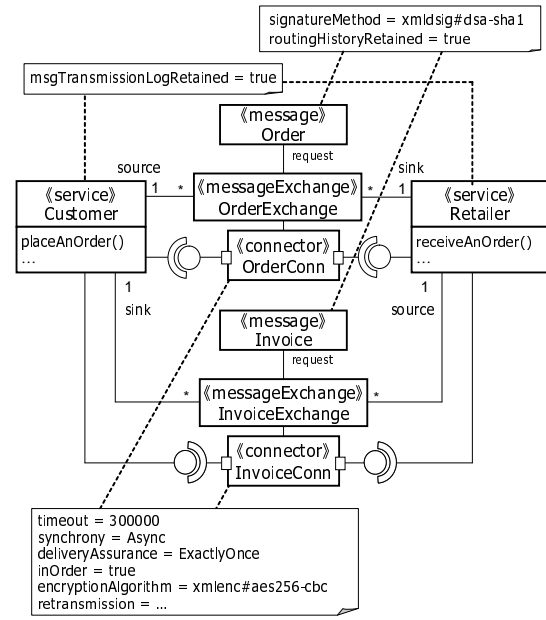 signatureMethod = xmldsig#dsa-sha1
routingHistoryRetained = true
msgTransmissionLogRetained = true
《message》
Order
request
source
sink
1
*
*
1
《service》
Customer
《messageExchange》
OrderExchange
《service》
Retailer
placeAnOrder()
...
《connector》
OrderConn
receiveAnOrder()
...
1
sink
1
source
《message》
Invoice
request
*
*
《messageExchange》
InvoiceExchange
《connector》
InvoiceConn
timeout = 300000
synchrony = Async
deliveryAssurance = ExactlyOnce
inOrder = true
encryptionAlgorithm = xmlenc#aes256-cbc
retransmission = ...